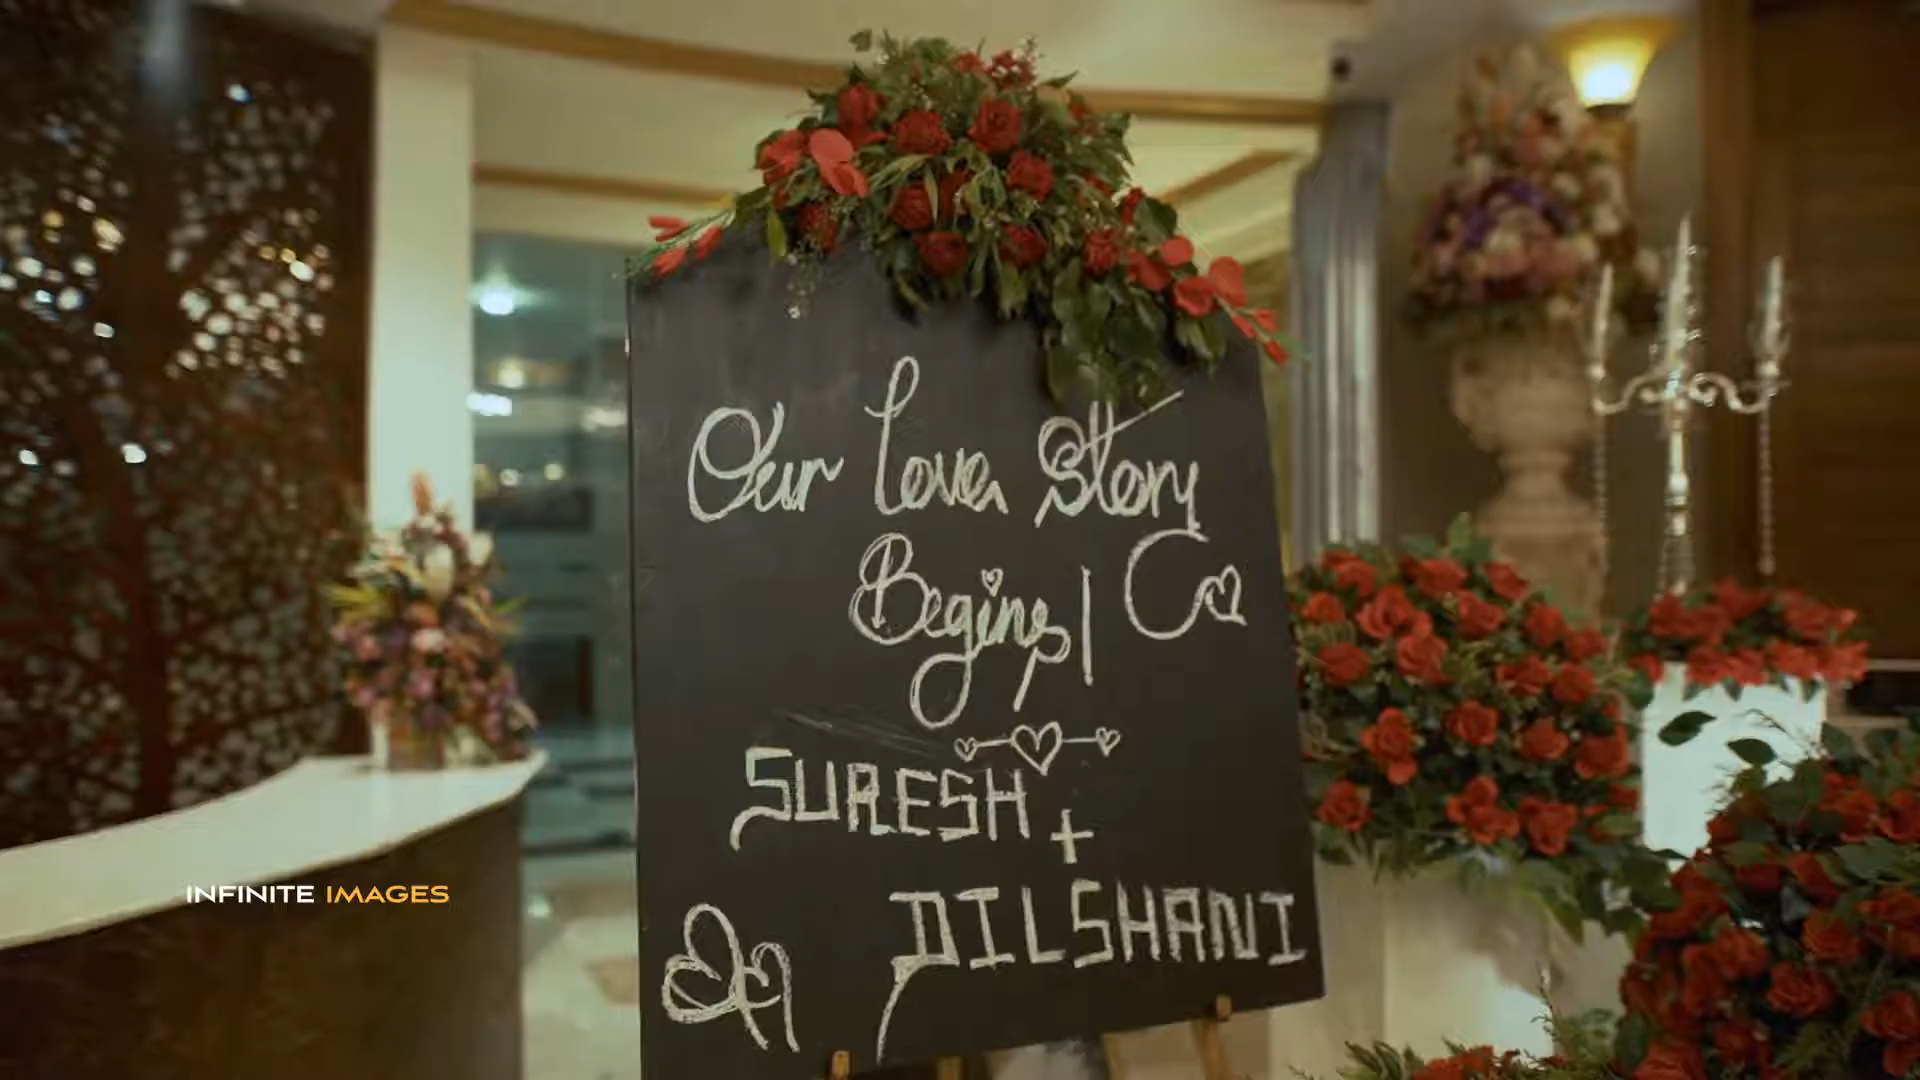 Our Love Story
Begins!
SURESH
+
DILSHANI
INFINITE IMAGES